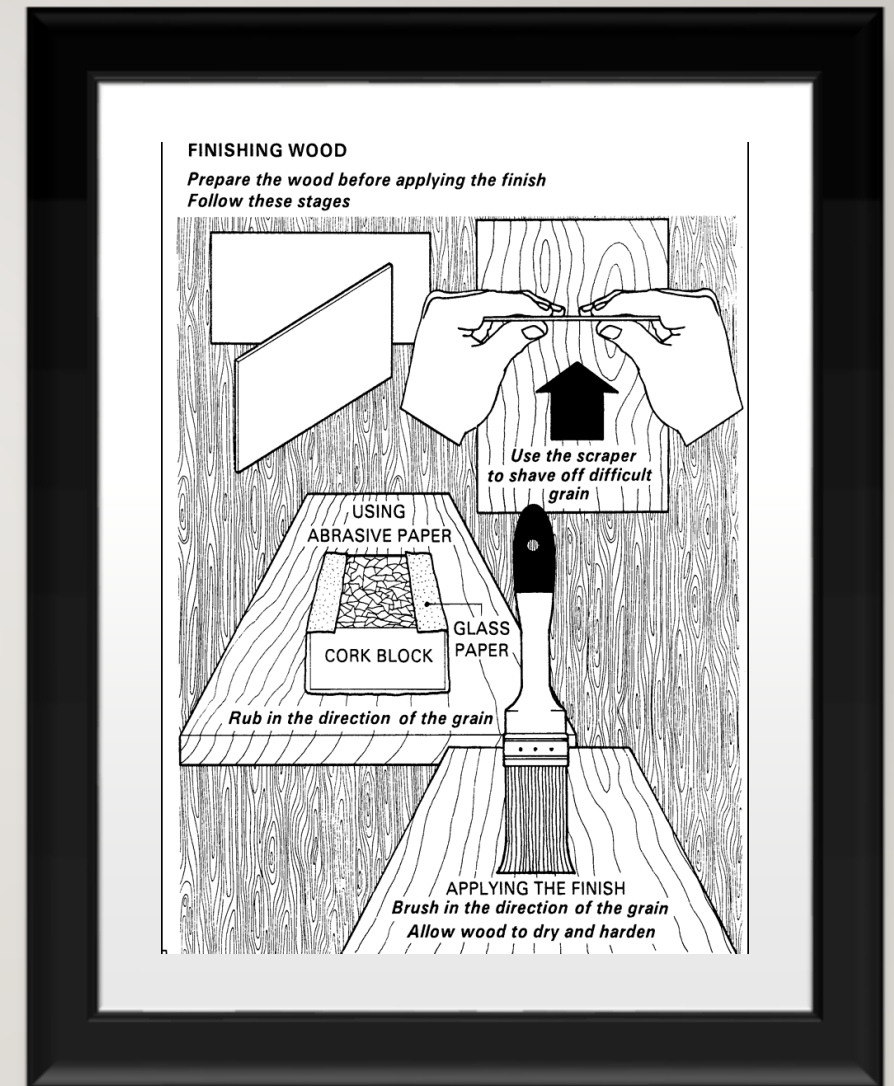 FINISHING WOOD
Prepare the wood before applying the finish
Follow these stages
Use the scraper
to shave off difficult
grain
USING
ABRASIVE PAPER
GLASS
PAPER
CORK BLOCK
Rub in the direction of the grain
APPLYING THE FINISH
Brush in the direction of the grain
Allow wood to dry and harden